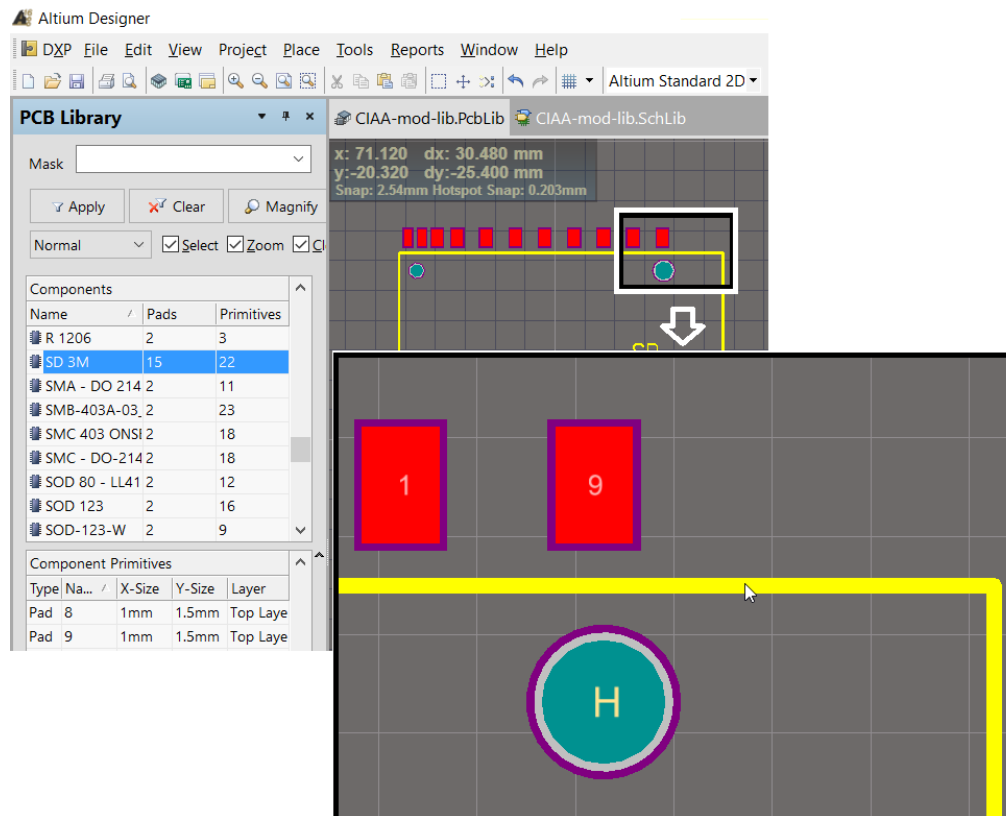 Altium Designer
DXP File Edit View Project Place Tools Reports Window Help
Altium Standard 2D
PCB Library
CIAA-mod-lib.PcbLib CIAA-mod-lib.SchLib
Mask
x: 71.120 dx: 30.480 mm
y:-20.320 dy:-25.400 mm
Snap: 2.54mm Hotspot Snap: 0.203mm
Apply Clear Magnify
Normal Select Zoom Cl
Components
Name Pads Primitives
R 1206 2 3
SD 3M 15 22
SMA - DO 214 2 11
SMB-403A-03_ 2 23
SMC 403 ONSI 2 18
SMC - DO-214 2 18
SOD 80 - LL41 2 12
SOD 123 2 16
SOD-123-W 2 9
Component Primitives
Type Na... X-Size Y-Size Layer
Pad 8 1mm 1.5mm Top Laye
Pad 9 1mm 1.5mm Top Laye
1 9
H